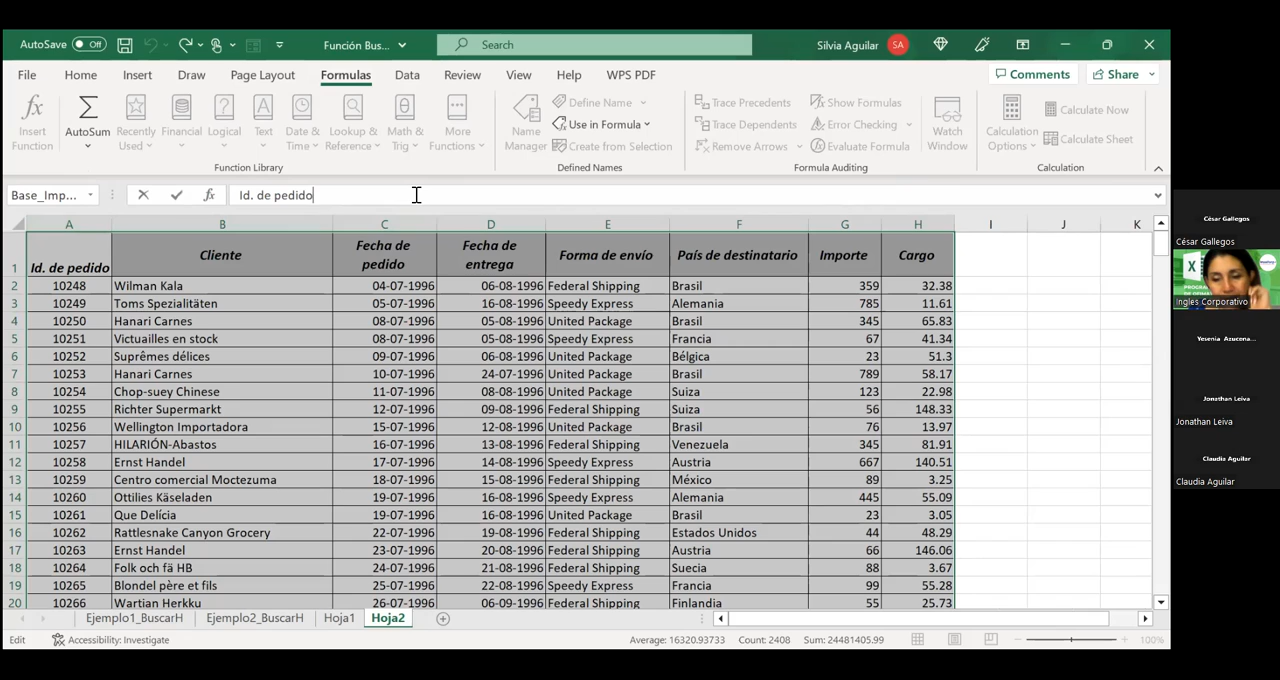 AutoSave Off Función Bus... Search Silvia Aguilar SA
File Home Insert Draw Page Layout Formulas Data Review View Help WPS PDF Comments Share
Insert Function AutoSum Recently Used Financial Logical Text Date & Time Lookup & Reference Math & Trig More Functions
Function Library
Name Manager Define Name Use in Formula Create from Selection
Defined Names
Trace Precedents Trace Dependents Remove Arrows Show Formulas Error Checking Evaluate Formula Watch Window
Formula Auditing
Calculation Options Calculate Now Calculate Sheet
Calculation
Base_Imp... fx Id. de pedido
A B C D E F G H I J K
1 Id. de pedido Cliente Fecha de pedido Fecha de entrega Forma de envío País de destinatario Importe Cargo
2 10248 Wilman Kala 04-07-1996 06-08-1996 Federal Shipping Brasil 359 32.38
3 10249 Toms Spezialitäten 05-07-1996 16-08-1996 Speedy Express Alemania 785 11.61
4 10250 Hanari Carnes 08-07-1996 05-08-1996 United Package Brasil 345 65.83
5 10251 Victuailles en stock 08-07-1996 05-08-1996 Speedy Express Francia 67 41.34
6 10252 Suprêmes délices 09-07-1996 06-08-1996 United Package Bélgica 23 51.3
7 10253 Hanari Carnes 10-07-1996 24-07-1996 United Package Brasil 789 58.17
8 10254 Chop-suey Chinese 11-07-1996 08-08-1996 United Package Suiza 123 22.98
9 10255 Richter Supermarkt 12-07-1996 09-08-1996 Federal Shipping Suiza 56 148.33
10 10256 Wellington Importadora 15-07-1996 12-08-1996 United Package Brasil 76 13.97
11 10257 HILARIÓN-Abastos 16-07-1996 13-08-1996 Federal Shipping Venezuela 345 81.91
12 10258 Ernst Handel 17-07-1996 14-08-1996 Speedy Express Austria 667 140.51
13 10259 Centro comercial Moctezuma 18-07-1996 15-08-1996 Federal Shipping México 89 3.25
14 10260 Ottilies Käseladen 19-07-1996 16-08-1996 Speedy Express Alemania 445 55.09
15 10261 Que Delícia 19-07-1996 16-08-1996 United Package Brasil 23 3.05
16 10262 Rattlesnake Canyon Grocery 22-07-1996 19-08-1996 Federal Shipping Estados Unidos 44 48.29
17 10263 Ernst Handel 23-07-1996 20-08-1996 Federal Shipping Austria 66 146.06
18 10264 Folk och fä HB 24-07-1996 21-08-1996 Federal Shipping Suecia 88 3.67
19 10265 Blondel père et fils 25-07-1996 22-08-1996 Speedy Express Francia 99 55.28
20 10266 Wartian Herkku 26-07-1996 06-09-1996 Federal Shipping Finlandia 55 25.73
Ejemplo1_BuscarH Ejemplo2_BuscarH Hoja1 Hoja2
Edit Accessibility: Investigate Average: 16320.93733 Count: 2408 Sum: 24481405.99 100%
César Gallegos
César Gallegos
Ingles Corporativo
Yesenia Azucena...
Jonathan Leiva
Jonathan Leiva
Claudia Aguilar
Claudia Aguilar